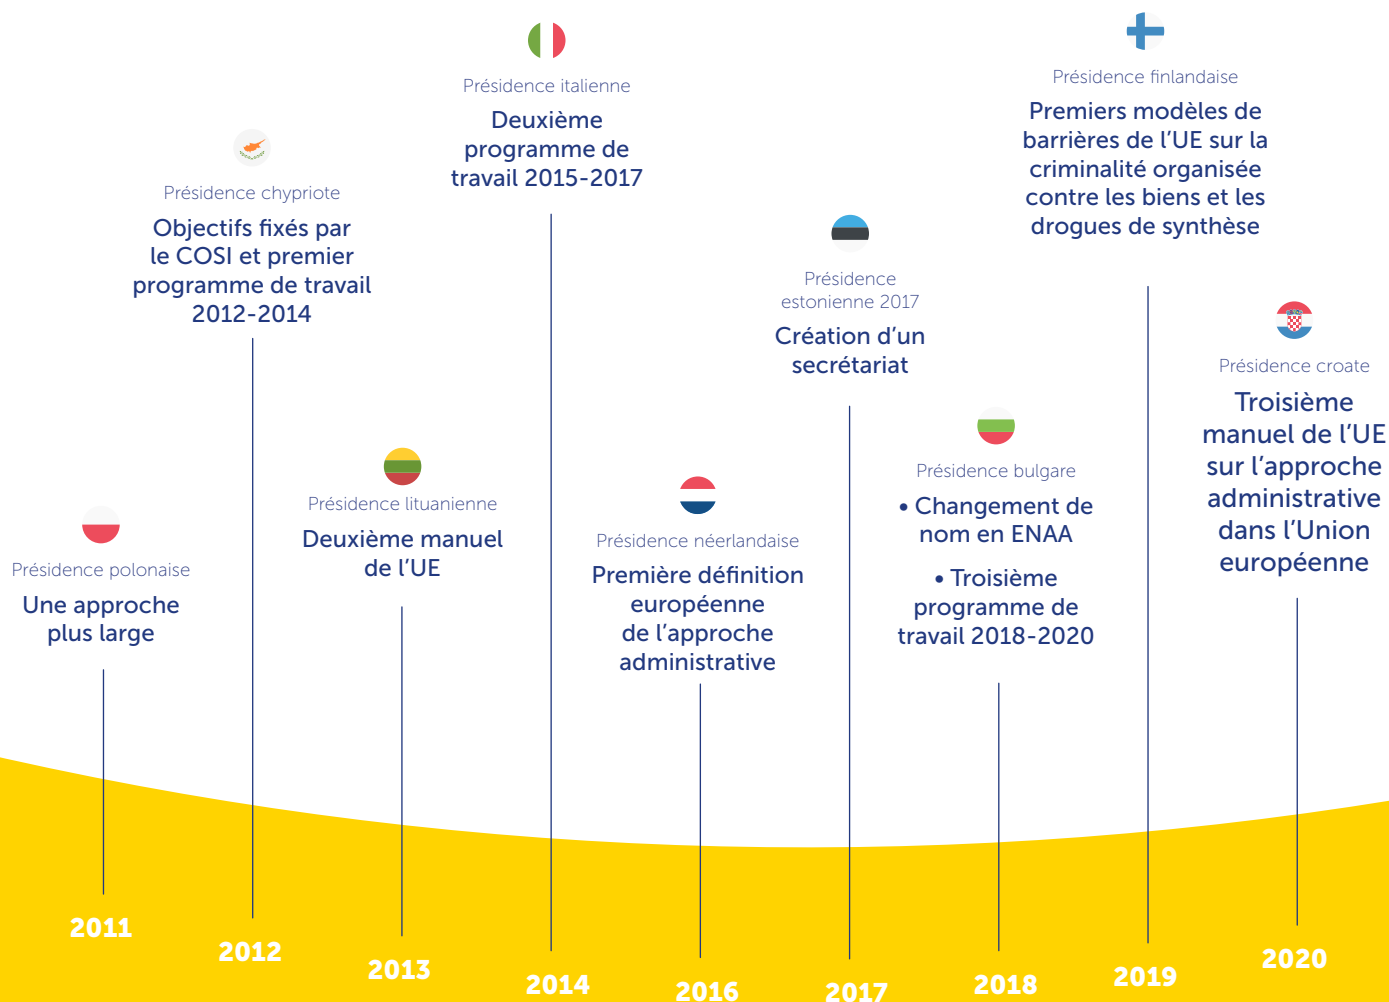 Présidence polonaise
Une approche
plus large
2011
Présidence chypriote
Objectifs fixés par
le COSI et premier
programme de travail
2012-2014
2012
Présidence lituanienne
Deuxième manuel
de l’UE
2013
Présidence italienne
Deuxième
programme de
travail 2015-2017
2014
Présidence néerlandaise
Première définition
européenne
de l’approche
administrative
2016
Présidence
estonienne 2017
Création d’un
secrétariat
2017
Présidence bulgare
• Changement de
nom en ENAA
• Troisième
programme de
travail 2018-2020
2018
Présidence finlandaise
Premiers modèles de
barrières de l’UE sur la
criminalité organisée
contre les biens et les
drogues de synthèse
2019
Présidence croate
Troisième
manuel de l’UE
sur l’approche
administrative
dans l’Union
européenne
2020